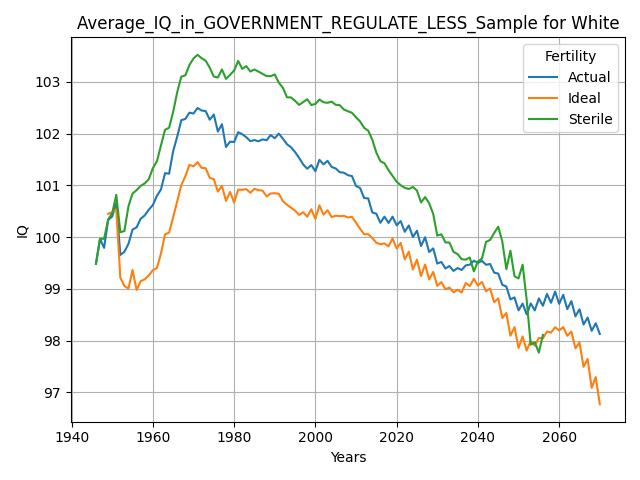 Average_IQ_in_GOVERNMENT_REGULATE_LESS_Sample for White
Fertility
Actual
Ideal
Sterile
103
102
101
100
99
98
97
IQ
1940
1960
1980
2000
2020
2040
2060
Years